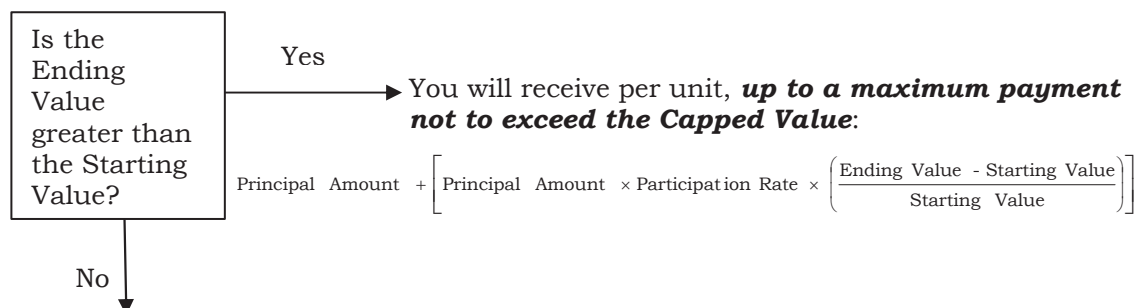 Is the
Ending
Value
greater than
the Starting
Value?
Yes
You will receive per unit, up to a maximum payment
not to exceed the Capped Value:
Principal Amount + [Principal Amount × Participation Rate × (Ending Value - Starting Value / Starting Value)]
No